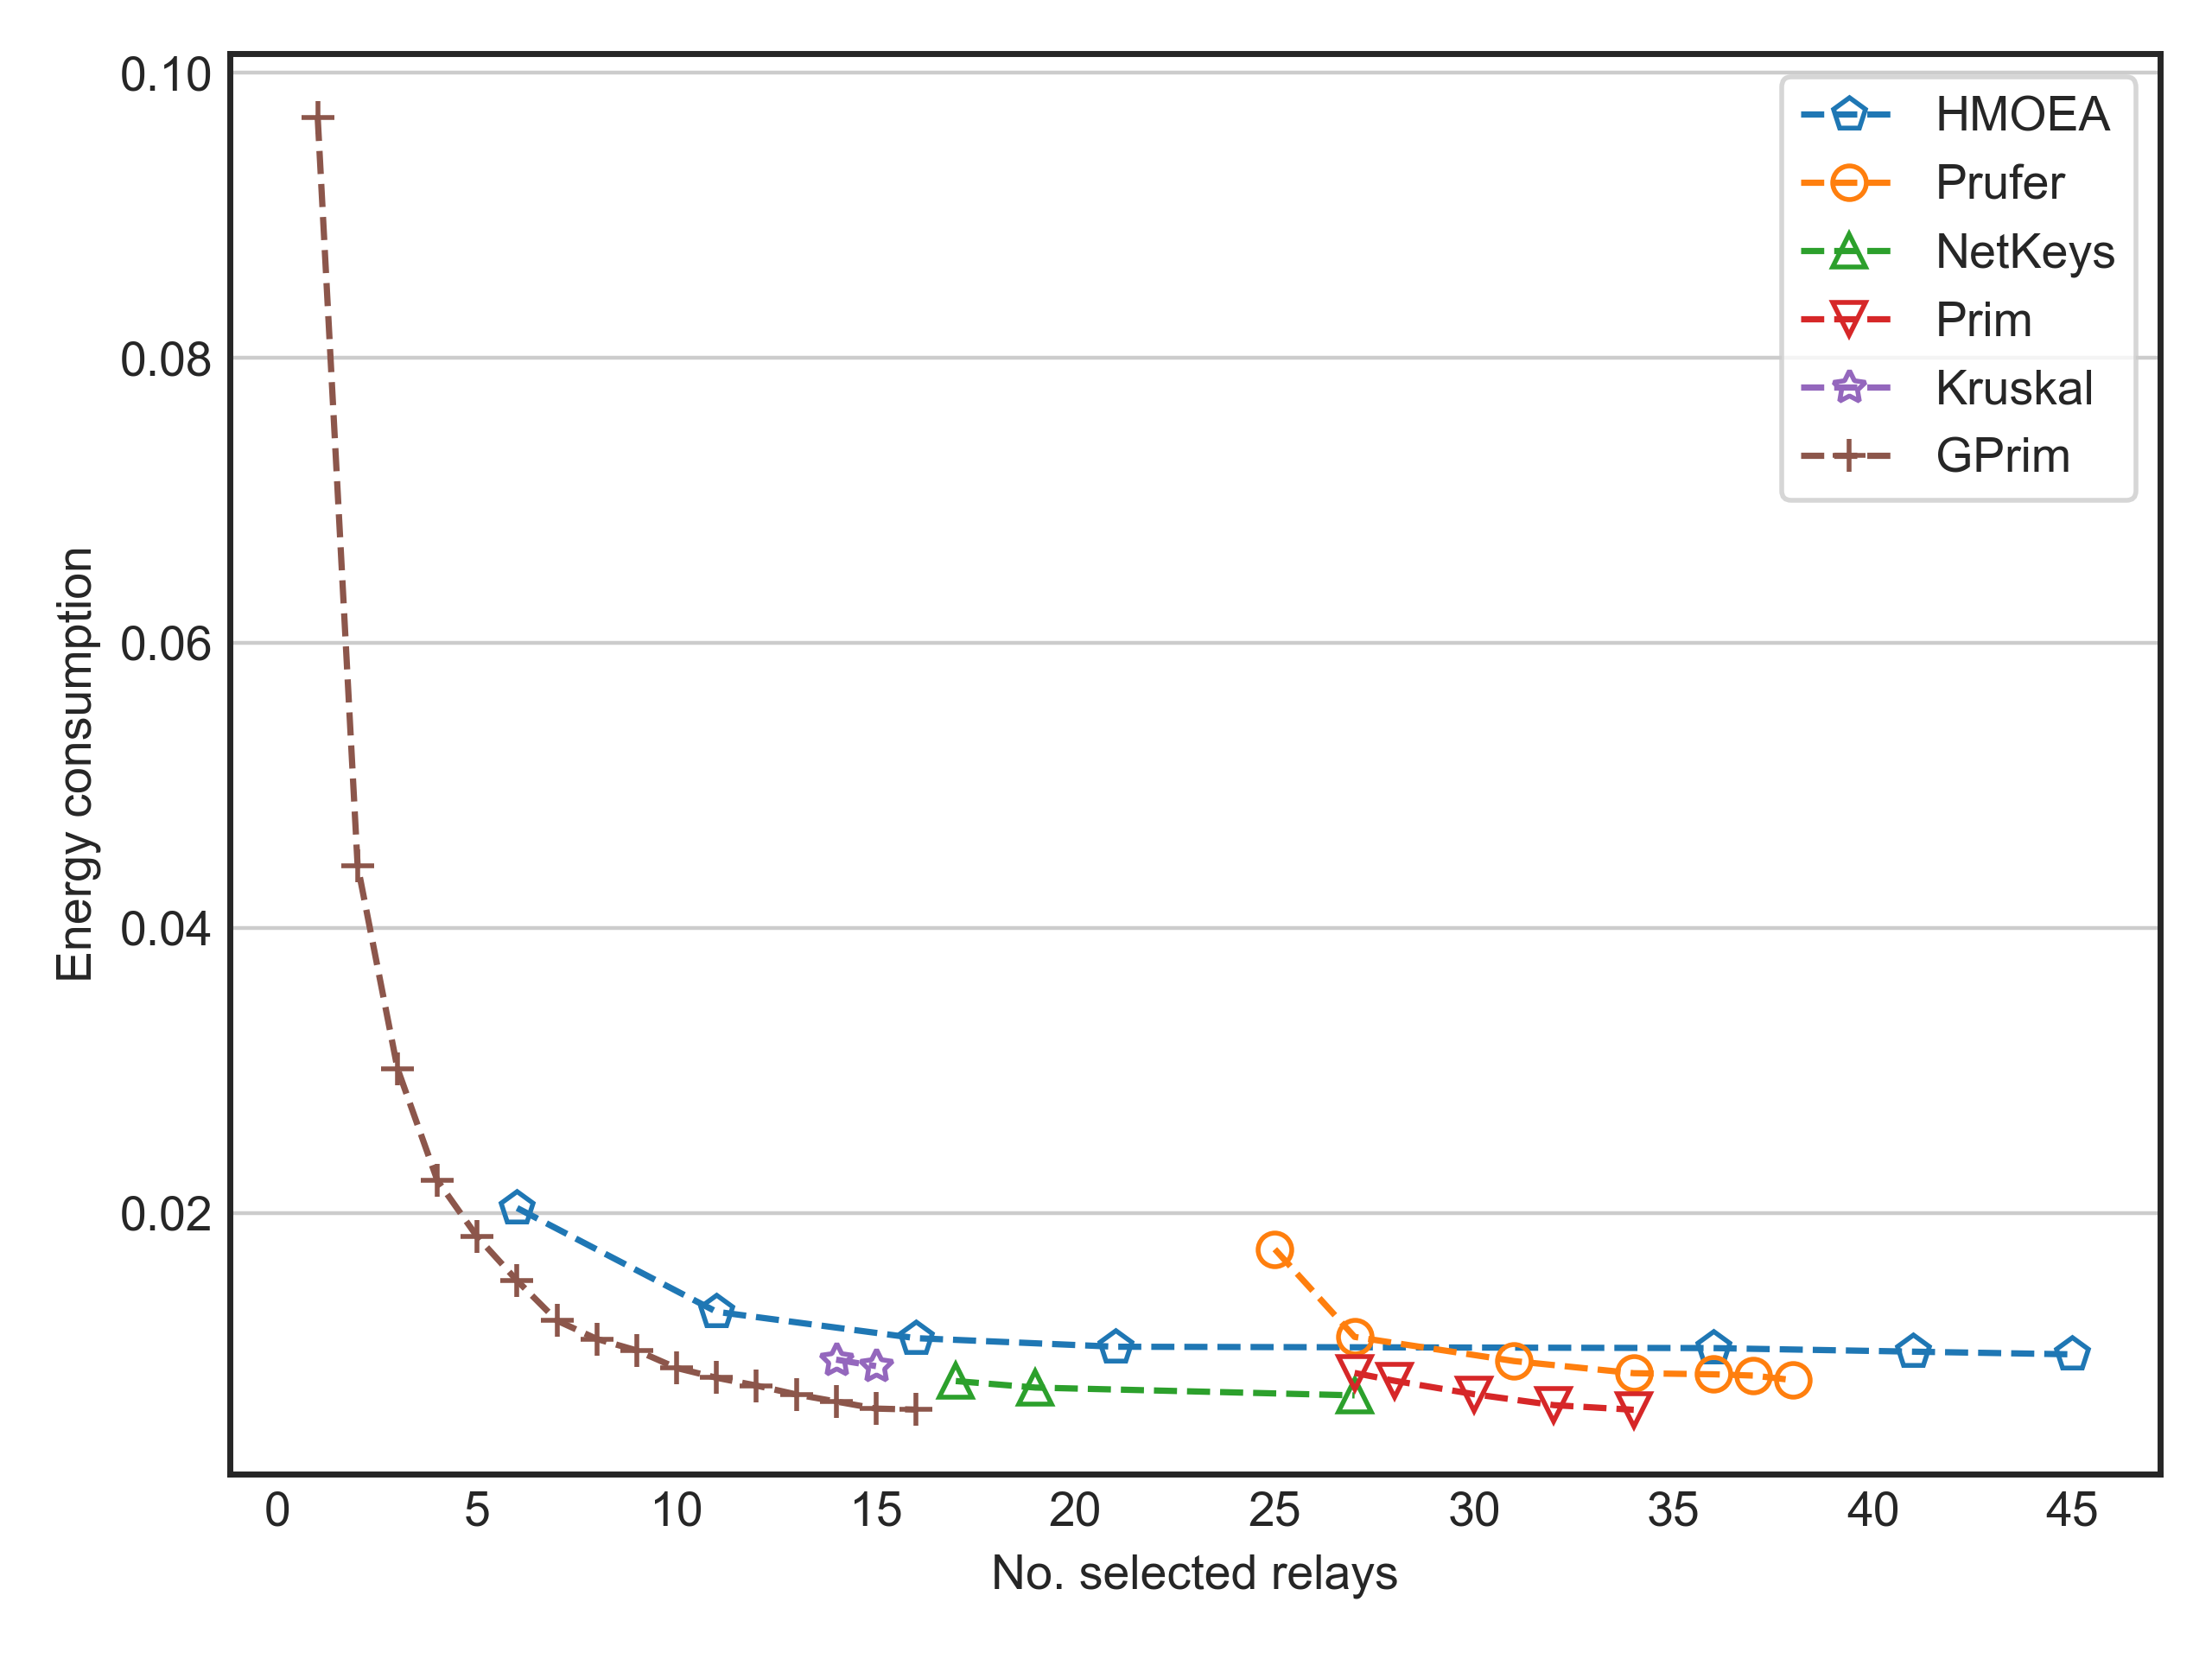 0.10
0.08
0.06
0.04
0.02
Energy consumption
0 5 10 15 20 25 30 35 40 45
No. selected relays
HMOEA
Prufer
NetKeys
Prim
Kruskal
GPrim